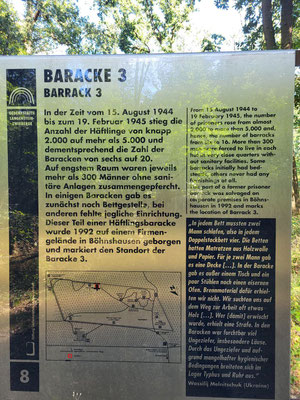 GEDENKSTÄTTE
LANGENSTEIN-
ZWIEBERGE
BARACKE 3
BARRACK 3
In der Zeit vom 15. August 1944
bis zum 19. Februar 1945 stieg die
Anzahl der Häftlinge von knapp
2.000 auf mehr als 5.000 und
dementsprechend die Zahl der
Baracken von sechs auf 20.
Auf engstem Raum waren jeweils
mehr als 300 Männer ohne sani-
täre Anlagen zusammengepfercht.
In einigen Baracken gab es
zunächst noch Bettgestelle, bei
anderen fehlte jegliche Einrichtung.
Dieser Teil einer Häftlingsbaracke
wurde 1992 auf einem Firmen-
gelände in Böhnshausen geborgen
und markiert den Standort der
Baracke 3.
From 15 August 1944 to
19 February 1945, the number
of prisoners rose from almost
2.000 to more than 5.000 and,
hence, the number of barracks
from six to 16. More than 300
men were forced to live in each
hut in very close quarters with-
out sanitary facilities. Some
barracks initially had bed-
steads, others never had any
furnishings at all.
This part of a former prisoner
barrack was salvaged on
corporate premises in Böhns-
hausen in 1992 and marks
the location of Barrack 3.
In jedem Bett mussten zwei
Mann schlafen, also in jedem
Doppelstockbett vier. Die Betten
hatten Matratzen aus Holzwolle
und Papier. Für je zwei Mann gab
es eine Decke [...]. In der Baracke
gab es außer einem Tisch und ein
paar Stühlen noch einen eisernen
Ofen. Brennmaterial dafür erhiel-
ten wir nicht. Wir suchten uns auf
dem Weg zur Arbeit oft etwas
Holz [...]. Wer [damit] erwischt
wurde, erhielt eine Strafe. In den
Baracken war furchtbar viel
Ungeziefer, insbesondere Läuse.
Durch das Ungeziefer und auf-
grund mangelhafter hygienischer
Bedingungen breiteten sich im
Lager Typhus und Ruhr aus."
(Ukraine)
8